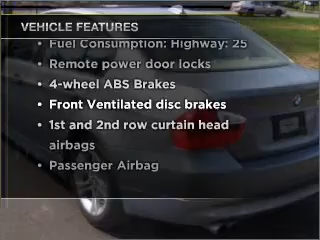 VEHICLE FEATURES
• Fuel Consumption: Highway: 25
• Remote power door locks
• 4-wheel ABS Brakes
• Front Ventilated disc brakes
• 1st and 2nd row curtain head
airbags
• Passenger Airbag